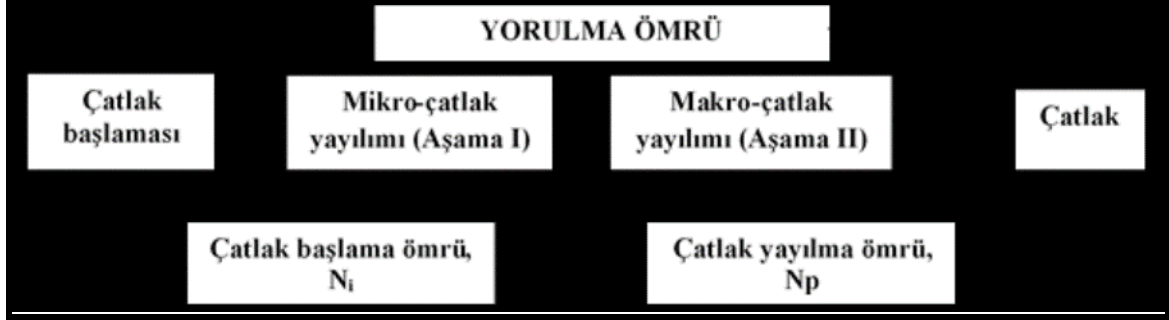 YORULMA ÖMRÜ
Çatlak
başlaması
Mikro-çatlak
yayılımı (Aşama I)
Makro-çatlak
yayılımı (Aşama II)
Çatlak
Çatlak başlama ömrü,
Nᵢ
Çatlak yayılma ömrü,
Np